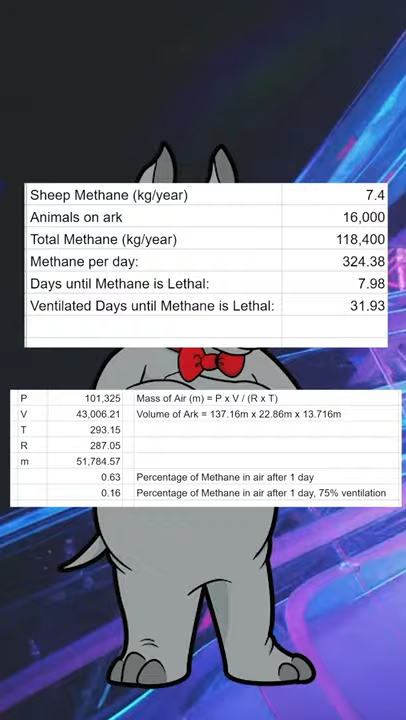 Sheep Methane (kg/year) 7.4
Animals on ark 16,000
Total Methane (kg/year) 118,400
Methane per day: 324.38
Days until Methane is Lethal: 7.98
Ventilated Days until Methane is Lethal: 31.93
P 101,325 Mass of Air (m) = P x V / (R x T)
V 43,006.21 Volume of Ark = 137.16m x 22.86m x 13.716m
T 293.15
R 287.05
m 51,784.57
0.63 Percentage of Methane in air after 1 day
0.16 Percentage of Methane in air after 1 day, 75% ventilation